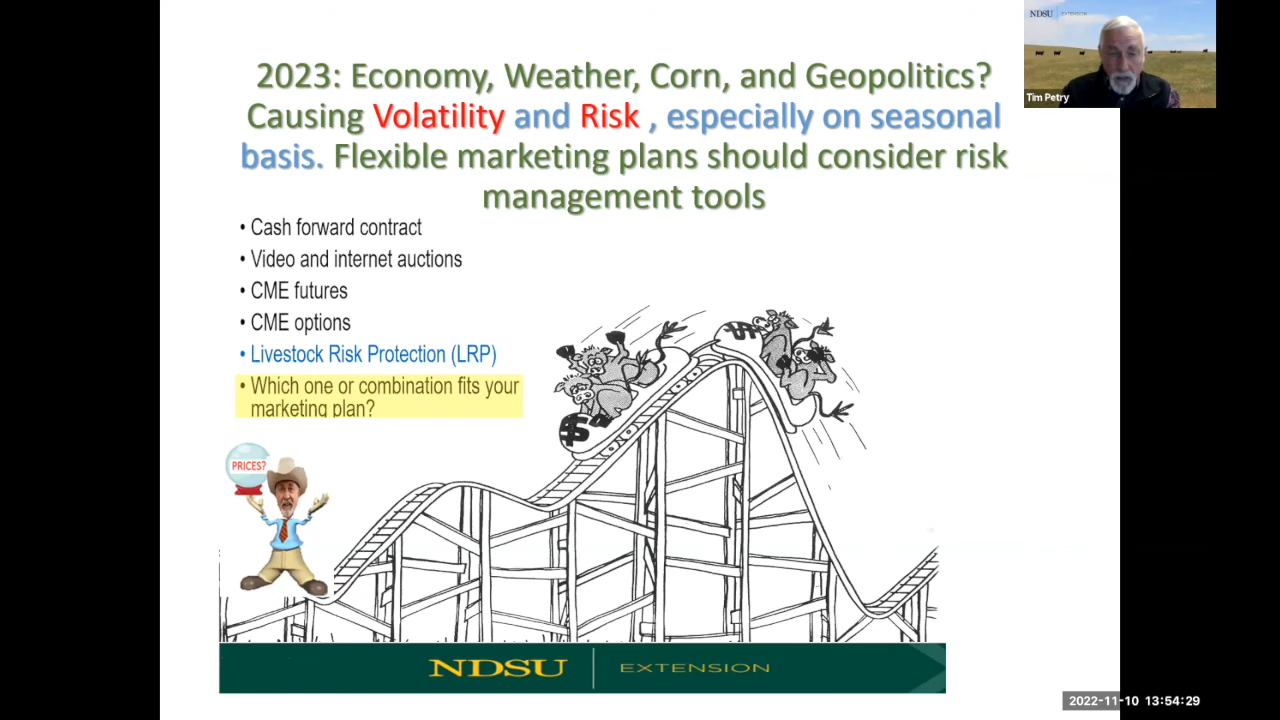 NDSU EXTENSION
Tim Petry
2023: Economy, Weather, Corn, and Geopolitics?
Causing Volatility and Risk , especially on seasonal
basis. Flexible marketing plans should consider risk
management tools
• Cash forward contract
• Video and internet auctions
• CME futures
• CME options
• Livestock Risk Protection (LRP)
• Which one or combination fits your
marketing plan?
PRICES?
$
$
NDSU EXTENSION
2022-11-10 13:54:29